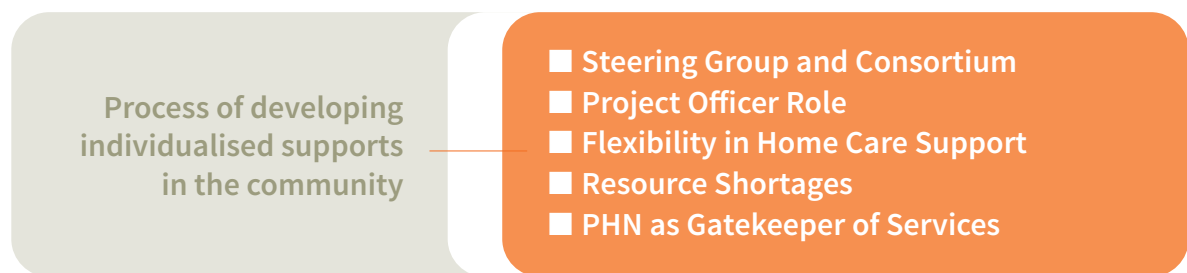 Process of developing
individualised supports
in the community
■ Steering Group and Consortium
■ Project Officer Role
■ Flexibility in Home Care Support
■ Resource Shortages
■ PHN as Gatekeeper of Services